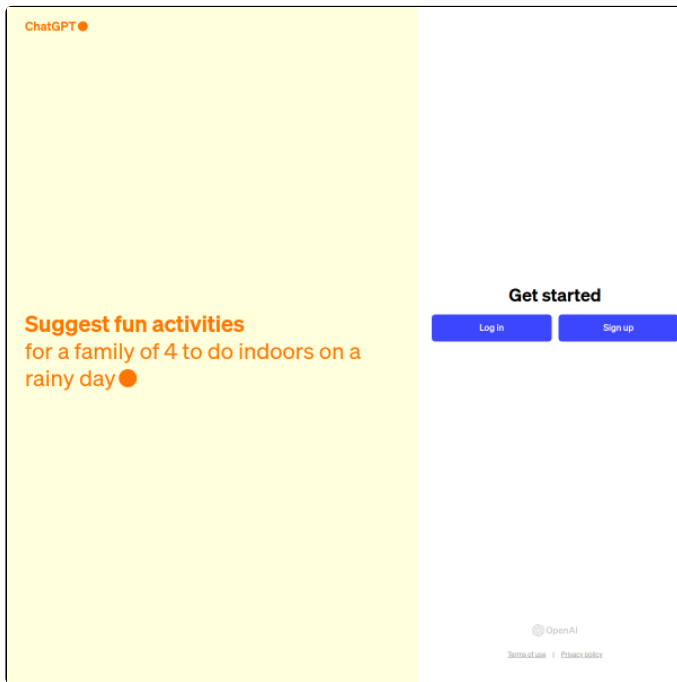 ChatGPT
Suggest fun activities
for a family of 4 to do indoors on a
rainy day
Get started
Log in
Sign up
OpenAI
Terms of use | Privacy policy